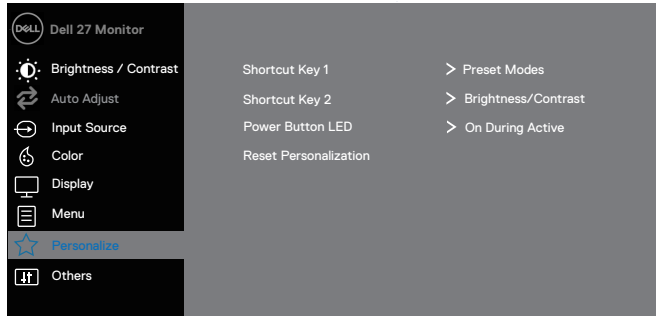 DELL Dell 27 Monitor
Brightness / Contrast
Auto Adjust
Input Source
Color
Display
Menu
Personalize
Others
Shortcut Key 1 > Preset Modes
Shortcut Key 2 > Brightness/Contrast
Power Button LED > On During Active
Reset Personalization